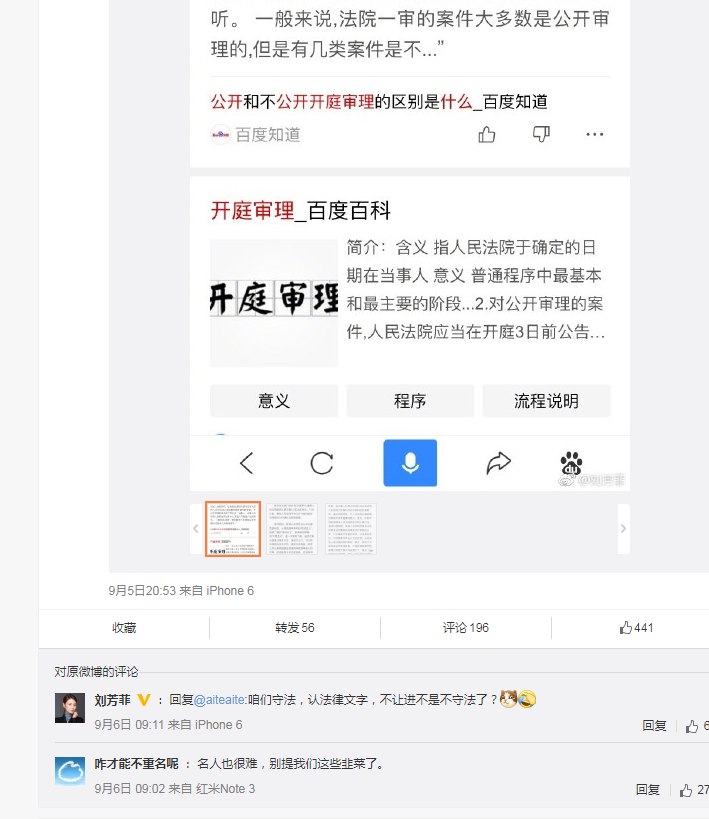 听。 一般来说,法院一审的案件大多数是公开审
理的,但是有几类案件是不...”
公开和不公开开庭审理的区别是什么_百度知道
百度知道
开庭审理_百度百科
开庭审理
简介：含义 指人民法院于确定的日
期在当事人 意义 普通程序中最基本
和最主要的阶段...2.对公开审理的案
件,人民法院应当在开庭3日前公告...
意义 程序 流程说明
9月5日20:53 来自 iPhone 6
收藏 转发 56 评论 196 441
对原微博的评论
刘芳菲 ：回复@aiteaite:咱们守法，认法律文字，不让进不是不守法了？
9月6日 09:11 来自 iPhone 6
回复 6
咋才能不重名呢 ：名人也很难，别提我们这些韭菜了。
9月6日 09:02 来自 红米Note 3
回复 27